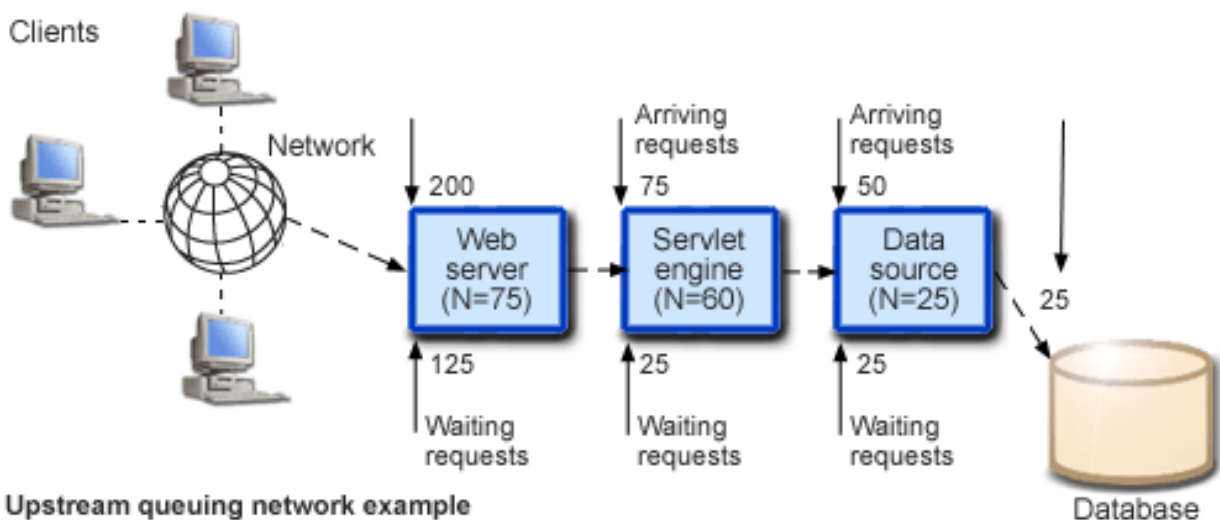 Clients
Network
200
Web
server
(N=75)
125
Waiting
requests
Arriving
requests
75
Servlet
engine
(N=60)
25
Waiting
requests
Arriving
requests
50
Data
source
(N=25)
25
Waiting
requests
25
Database
Upstream queuing network example